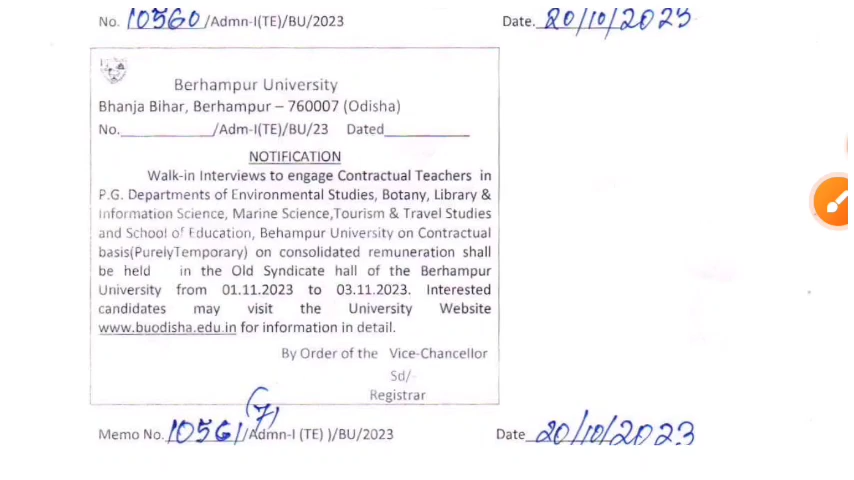 No. 10560/Admn-I(TE)/BU/2023 Date. 20/10/2023
Berhampur University
Bhanja Bihar, Berhampur – 760007 (Odisha)
No.____________/Adm-I(TE)/BU/23 Dated___________
NOTIFICATION
Walk-in Interviews to engage Contractual Teachers in
P.G. Departments of Environmental Studies, Botany, Library &
Information Science, Marine Science,Tourism & Travel Studies
and School of Education, Behampur University on Contractual
basis(PurelyTemporary) on consolidated remuneration shall
be held in the Old Syndicate hall of the Berhampur
University from 01.11.2023 to 03.11.2023. Interested
candidates may visit the University Website
www.buodisha.edu.in for information in detail.
By Order of the Vice-Chancellor
Sd/-
Registrar
Memo No. 10561(7)/Admn-I (TE) )/BU/2023 Date 20/10/2023